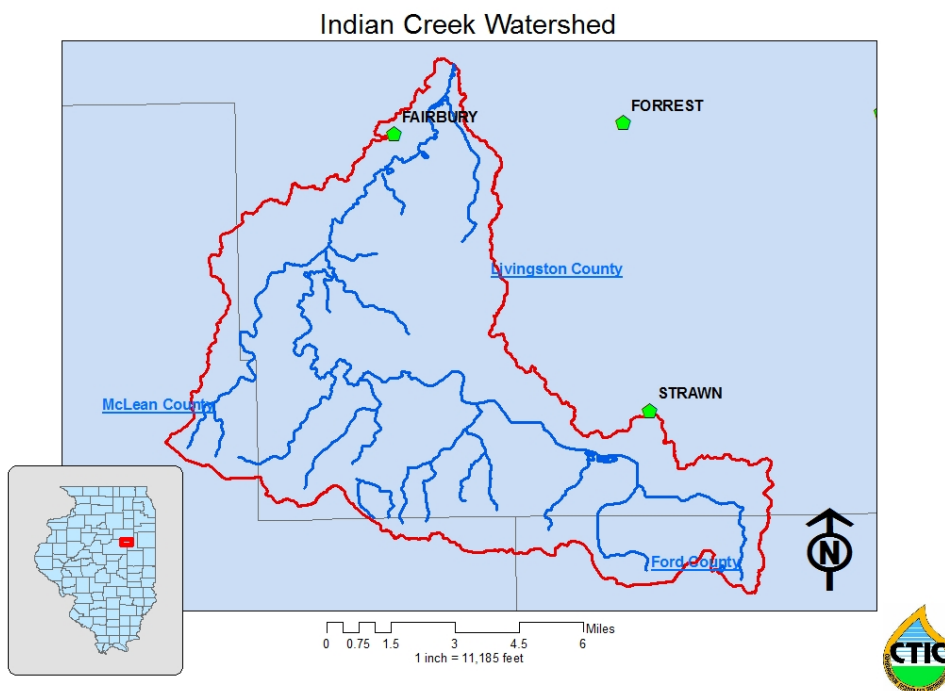 Indian Creek Watershed
FAIRBURY
FORREST
Livingston County
STRAWN
McLean County
Ford County
N
0 0.75 1.5 3 4.5 6 Miles
1 inch = 11,185 feet
CTIC